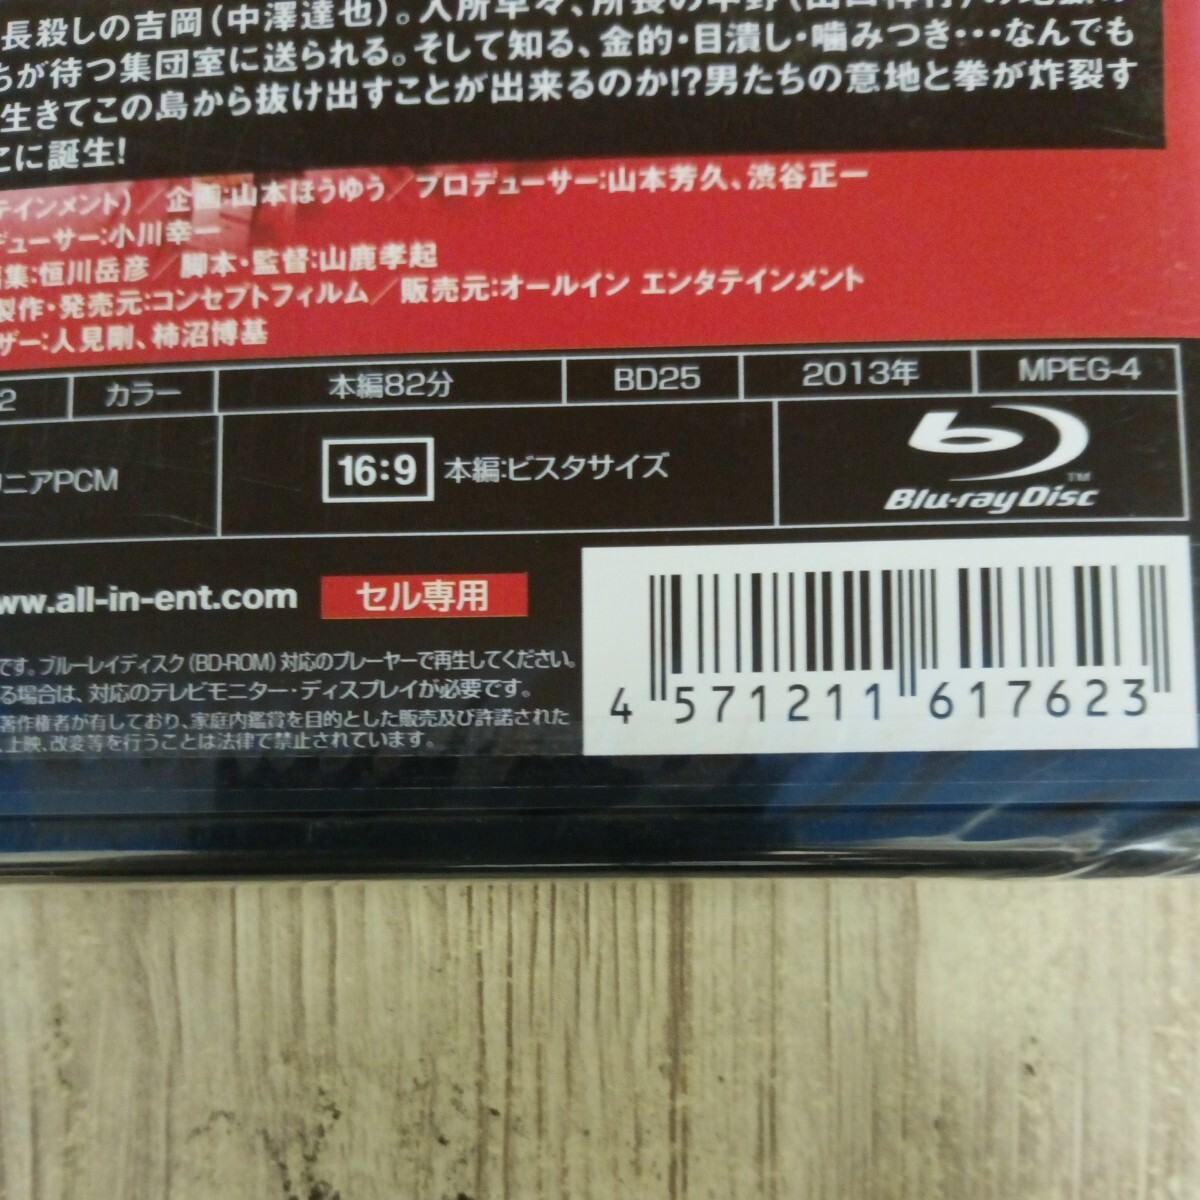 長殺しの吉岡(中澤達也)。入所早々、所長の中野
ちが待つ集団室に送られる。そして知る、金的・目潰し・噛みつき・・・なんでも
生きてこの島から抜け出すことが出来るのか!?男たちの意地と拳が炸裂す
こに誕生!
テインメント)／企画:山本ほうゆう／プロデューサー:山本芳久、渋谷正一
デューサー:小川幸一
集:恒川岳彦／脚本・監督:山鹿孝起
製作・発売元:コンセプトフィルム／販売元:オールイン エンタテインメント
ザー:人見剛、柿沼博基
2 カラー 本編82分 BD25 2013年 MPEG-4
リニアPCM 16:9 本編:ビスタサイズ Blu-ray Disc TM
ww.all-in-ent.com セル専用
です。ブルーレイディスク(BD-ROM)対応のプレーヤーで再生してください。
る場合は、対応のテレビモニター・ディスプレイが必要です。
著作権者が有しており、家庭内鑑賞を目的とした販売及び許諾された
、上映、改変等を行うことは法律で禁止されています。
4 571211 617623